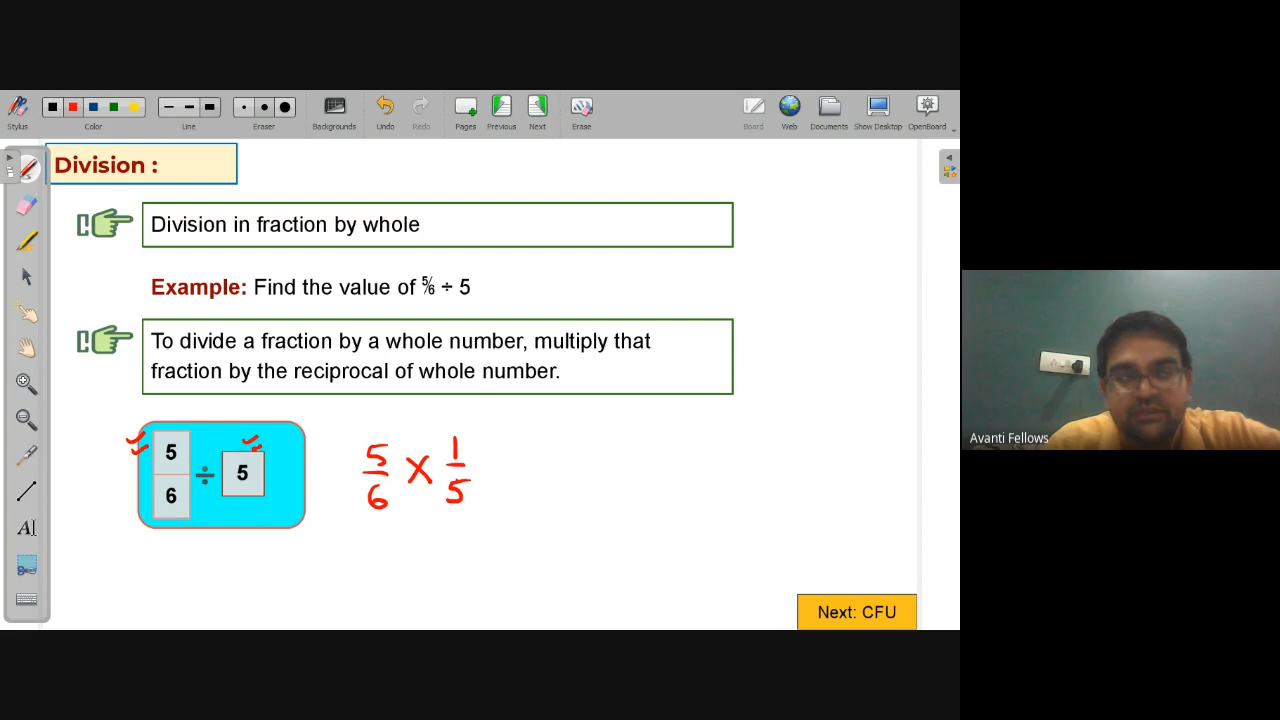 Stylus
Color
Line
Eraser
Backgrounds
Undo
Redo
Pages
Previous
Next
Erase
Board
Web
Documents
Show Desktop
OpenBoard
Division :
Division in fraction by whole
Example: Find the value of ⅚ ÷ 5
To divide a fraction by a whole number, multiply that
fraction by the reciprocal of whole number.
5
6
÷ 5
5/6 X 1/5
Avanti Fellows
Next: CFU